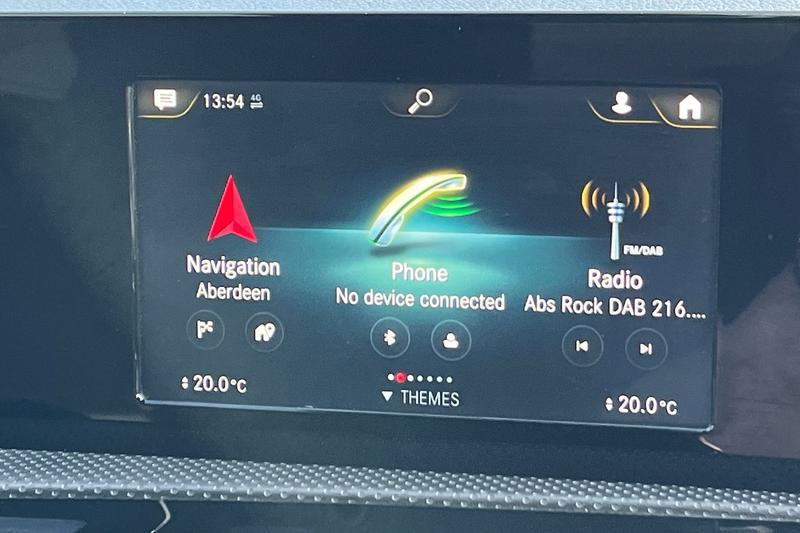 13:54 4G
FM/DAB
Navigation
Aberdeen
Phone
No device connected
Radio
Abs Rock DAB 216....
20.0°C
THEMES
20.0°C